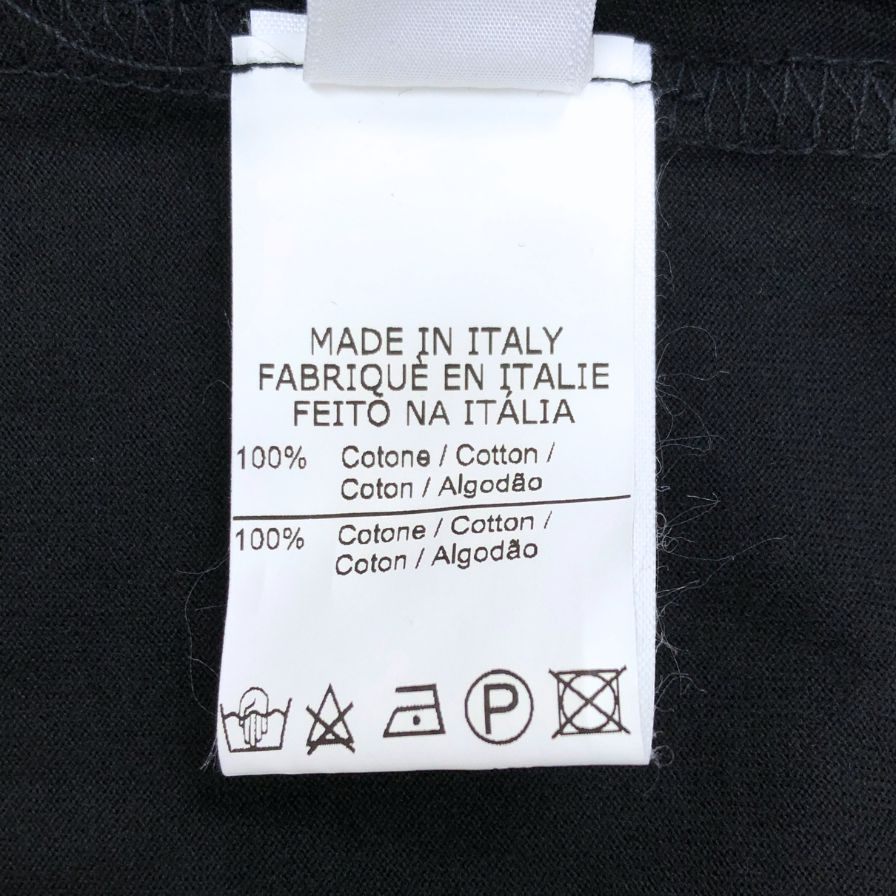 MADE IN ITALY
FABRIQUÉ EN ITALIE
FEITO NA ITÁLIA
100% Cotone / Cotton /
Coton / Algodão
100% Cotone / Cotton /
Coton / Algodão
P